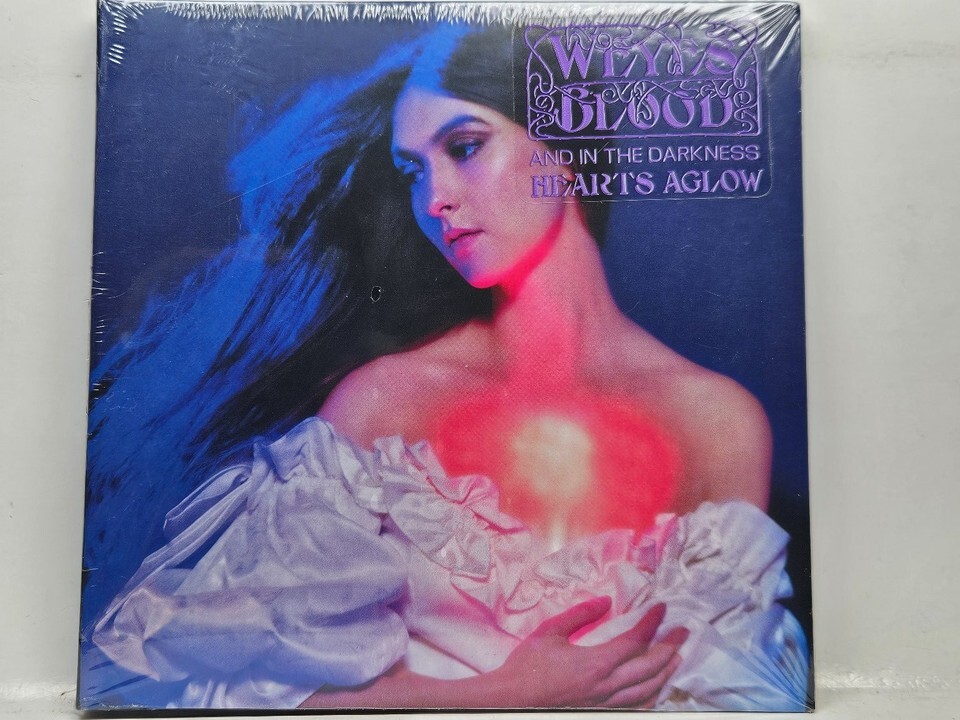 WEYES
BLOOD
AND IN THE DARKNESS
HEARTS AGLOW